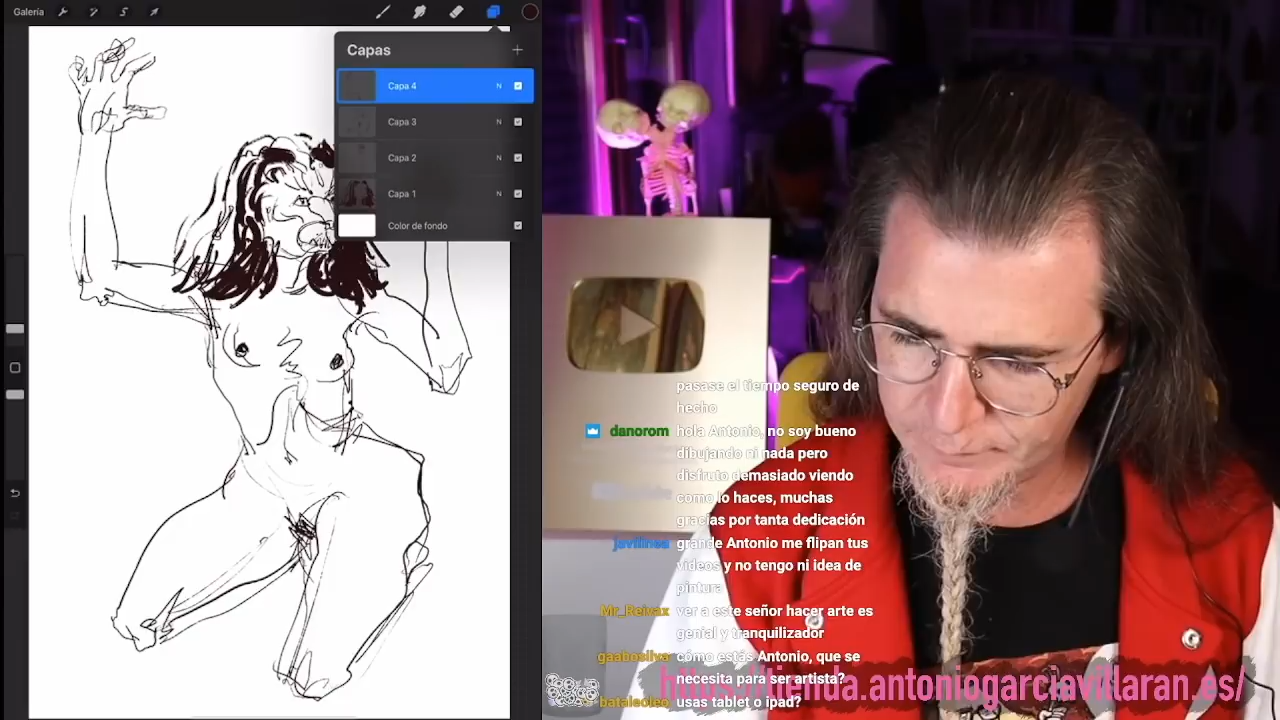 Galería
Capas
Capa 4 N
Capa 3 N
Capa 2 N
Capa 1 N
Color de fondo
pasase el tiempo seguro de
hecho
danorom hola Antonio, no soy bueno
dibujando ni nada pero
disfruto demasiado viendo
como lo haces, muchas
gracias por tanta dedicación
javilinea grande Antonio me flipan tus
videos y no tengo ni idea de
pintura
Mr_Reivax ver a este señor hacer arte es
genial y tranquilizador
gaabosilva cómo estás Antonio, que se
necesita para ser artista?
bataleoleo usas tablet o ipad?
https://tienda.antoniogarciavillaran.es/